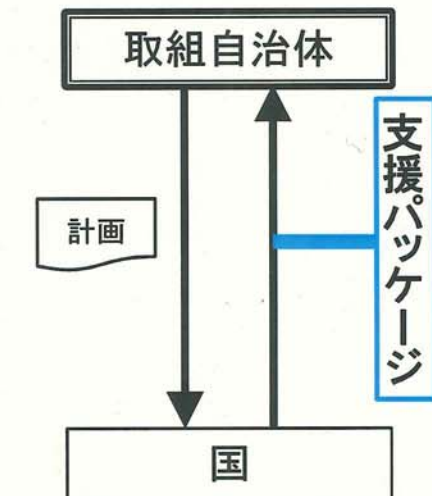 取組自治体
支援パッケージ
計画
国